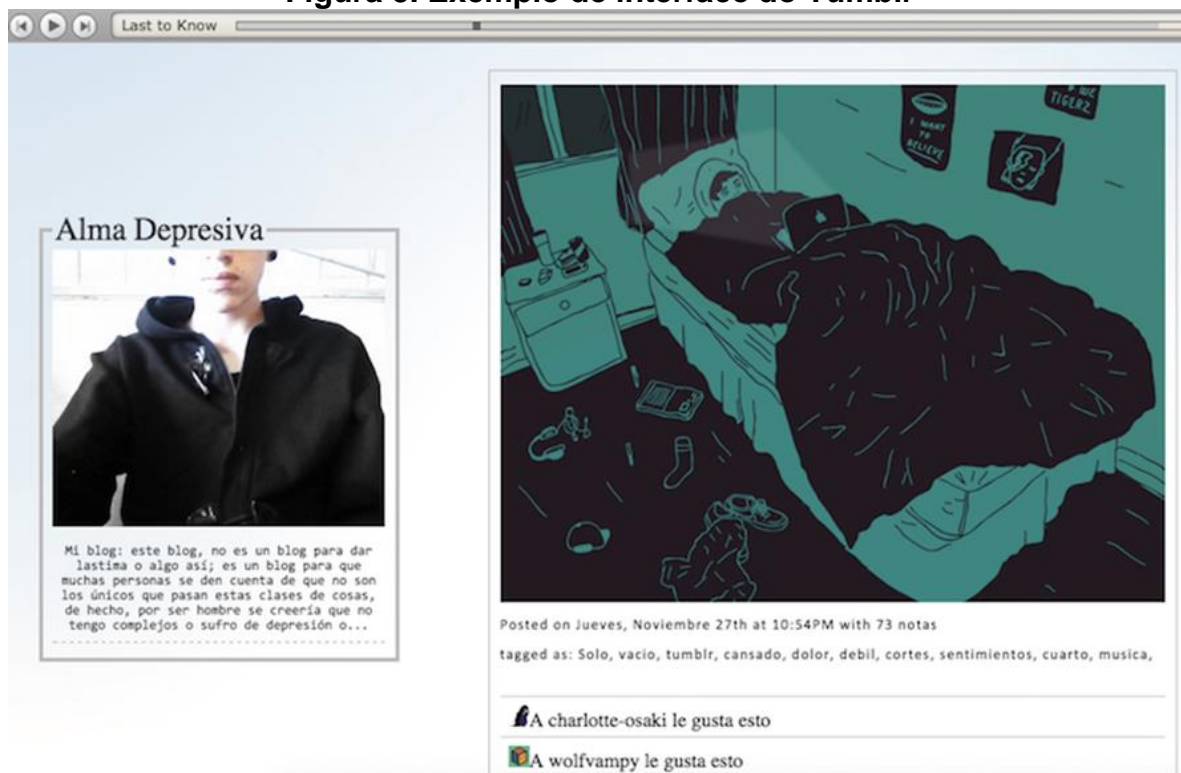 Figura 3. Exemplo de interface do Tumblr
Last to Know
I WANT
TO
BELIEVE
WE
TIGERZ
Alma Depresiva
Mi blog: este blog, no es un blog para dar
lastima o algo así; es un blog para que
muchas personas se den cuenta de que no son
los únicos que pasan estas clases de cosas,
de hecho, por ser hombre se creería que no
tengo complejos o sufro de depresión o...
Posted on Jueves, Noviembre 27th at 10:54PM with 73 notas
tagged as: Solo, vacio, tumblr, cansado, dolor, debil, cortes, sentimientos, cuarto, musica,
A charlotte-osaki le gusta esto
A wolfvampy le gusta esto